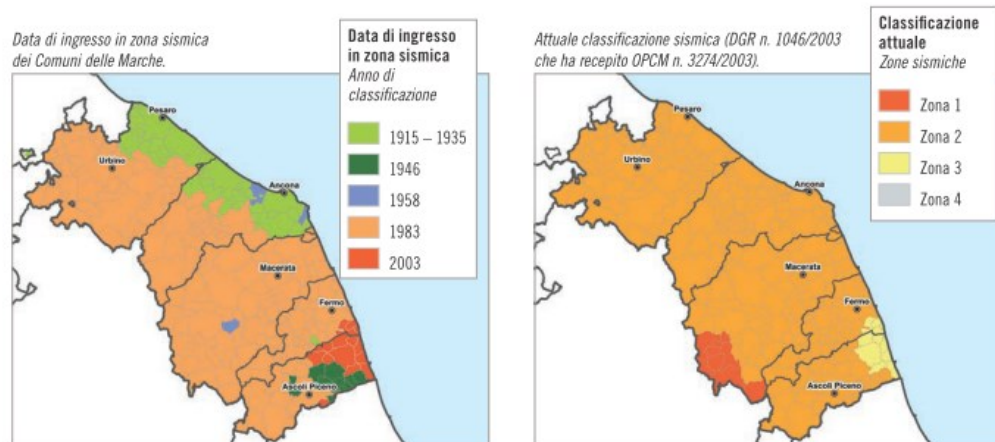 Data di ingresso in zona sismica
dei Comuni delle Marche.
Data di ingresso
in zona sismica
Anno di
classificazione
1915 – 1935
1946
1958
1983
2003
Pesaro
Urbino
Ancona
Macerata
Fermo
Ascoli Piceno
Attuale classificazione sismica (DGR n. 1046/2003
che ha recepito OPCM n. 3274/2003).
Classificazione
attuale
Zone sismiche
Zona 1
Zona 2
Zona 3
Zona 4
Pesaro
Urbino
Ancona
Macerata
Fermo
Ascoli Piceno